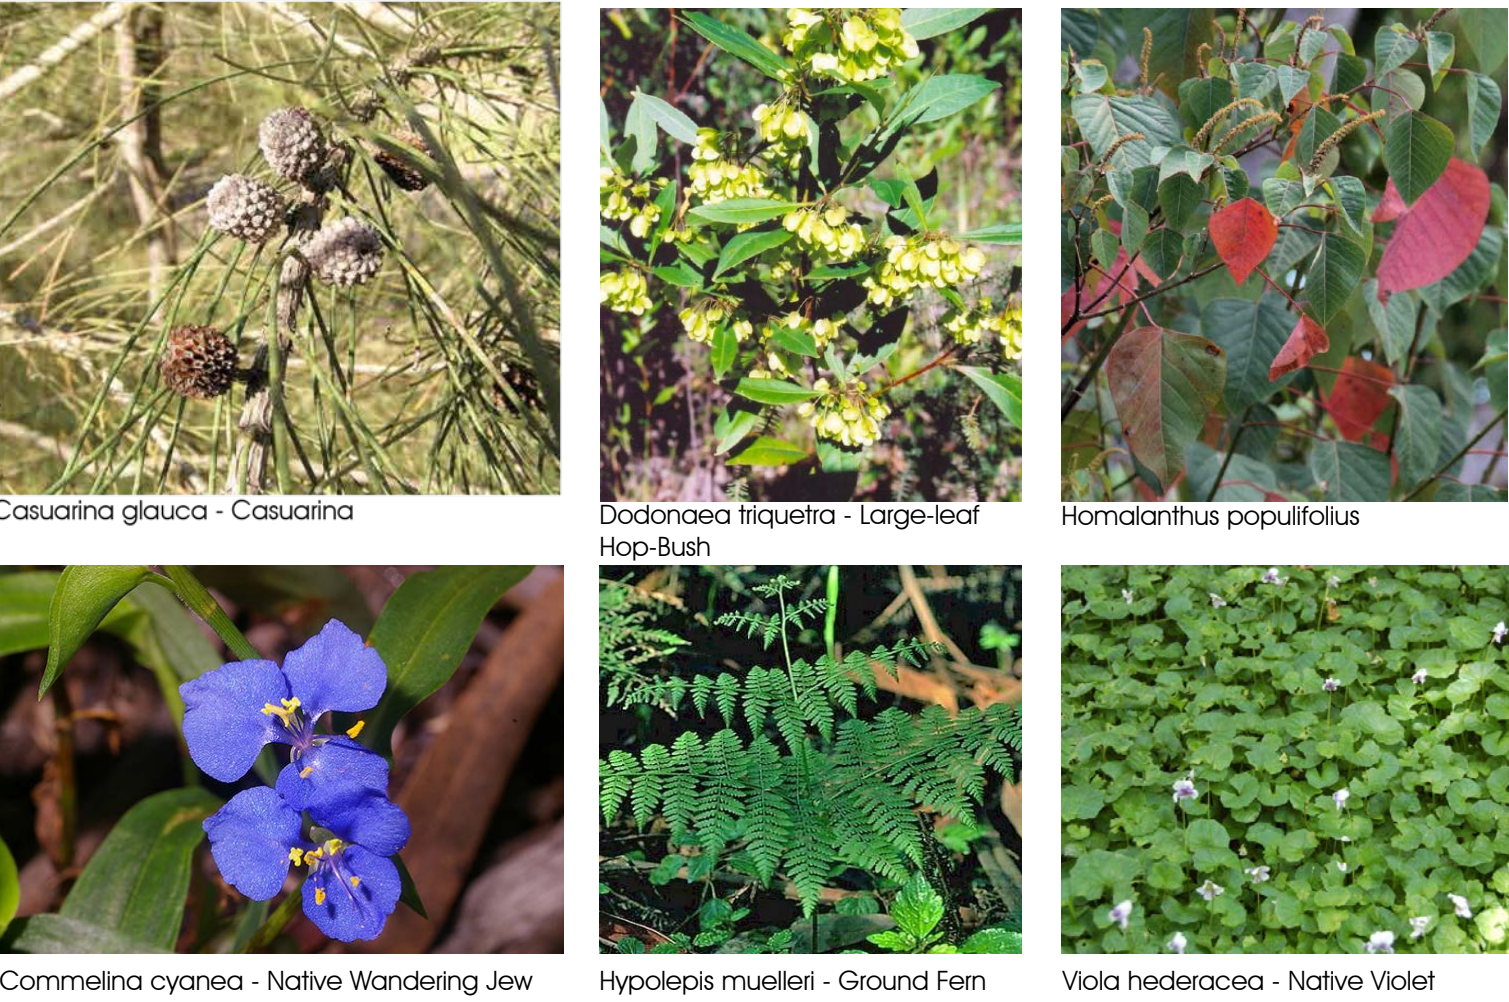 Casuarina glauca - Casuarina
Dodonaea triquetra - Large-leaf
Hop-Bush
Homalanthus populifolius
Commelina cyanea - Native Wandering Jew
Hypolepis muelleri - Ground Fern
Viola hederacea - Native Violet